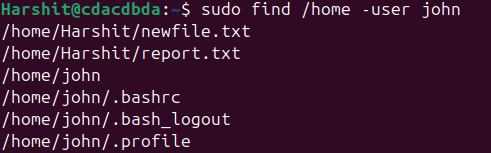 Harshit@cdacdbda:~$ sudo find /home -user john
/home/Harshit/newfile.txt
/home/Harshit/report.txt
/home/john
/home/john/.bashrc
/home/john/.bash_logout
/home/john/.profile